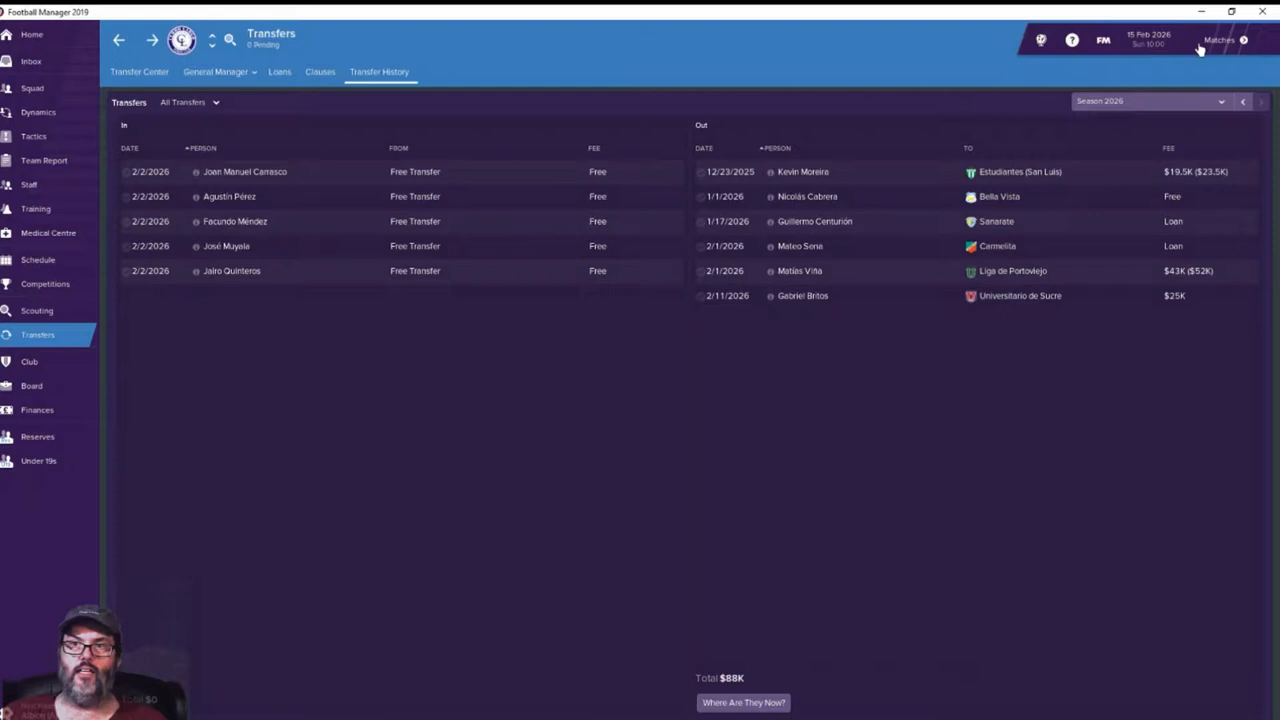 Football Manager 2019
Home
Inbox
Squad
Dynamics
Tactics
Team Report
Staff
Training
Medical Centre
Schedule
Competitions
Scouting
Transfers
Club
Board
Finances
Reserves
Under 19s
Transfers
0 Pending
FM
15 Feb 2026
Sun 10:00
Matches
Transfer Center General Manager Loans Clauses Transfer History
Transfers All Transfers Season 2026
In
DATE PERSON FROM FEE
2/2/2026 Joan Manuel Carrasco Free Transfer Free
2/2/2026 Agustín Pérez Free Transfer Free
2/2/2026 Facundo Méndez Free Transfer Free
2/2/2026 José Muyala Free Transfer Free
2/2/2026 Jairo Quinteros Free Transfer Free
Out
DATE PERSON TO FEE
12/23/2025 Kevin Moreira Estudiantes (San Luis) $19.5K ($23.5K)
1/1/2026 Nicolás Cabrera Bella Vista Free
1/17/2026 Guillermo Centurión Sanarate Loan
2/1/2026 Mateo Sena Carmelita Loan
2/1/2026 Matías Viña Liga de Portoviejo $43K ($52K)
2/11/2026 Gabriel Britos Universitario de Sucre $25K
Total $88K
Where Are They Now?
Total $0